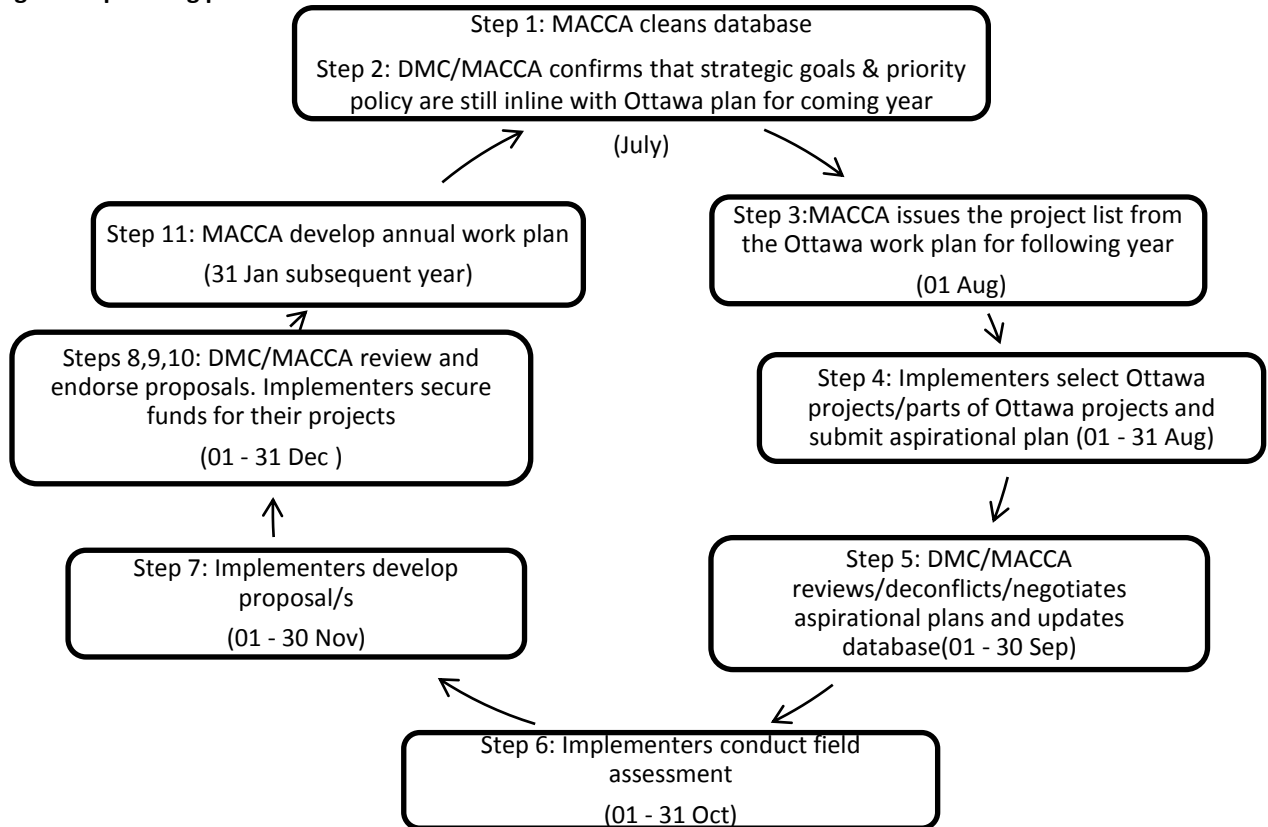 Step 1: MACCA cleans database
Step 2: DMC/MACCA confirms that strategic goals & priority
policy are still inline with Ottawa plan for coming year
(July)
Step 3:MACCA issues the project list from
the Ottawa work plan for following year
(01 Aug)
Step 4: Implementers select Ottawa
projects/parts of Ottawa projects and
submit aspirational plan (01 - 31 Aug)
Step 5: DMC/MACCA
reviews/deconflicts/negotiates
aspirational plans and updates
database(01 - 30 Sep)
Step 6: Implementers conduct field
assessment
(01 - 31 Oct)
Step 7: Implementers develop
proposal/s
(01 - 30 Nov)
Steps 8,9,10: DMC/MACCA review and
endorse proposals. Implementers secure
funds for their projects
(01 - 31 Dec )
Step 11: MACCA develop annual work plan
(31 Jan subsequent year)